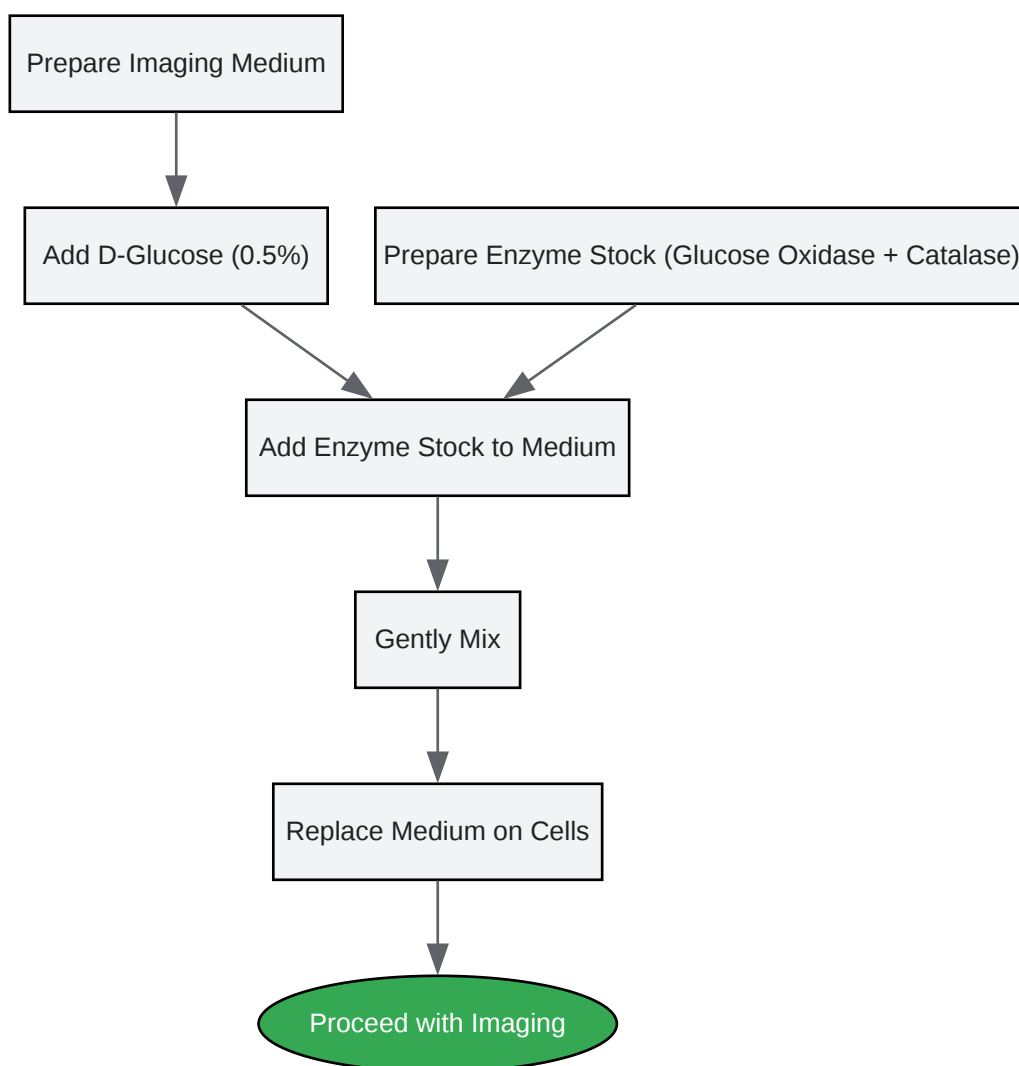 Prepare Imaging Medium
Add D-Glucose (0.5%)
Prepare Enzyme Stock (Glucose Oxidase + Catalase)
Add Enzyme Stock to Medium
Gently Mix
Replace Medium on Cells
Proceed with Imaging